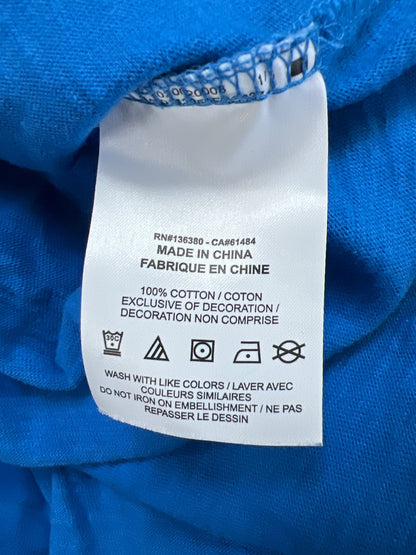 RN#136380 - CA#61484
MADE IN CHINA
FABRIQUE EN CHINE
100% COTTON / COTON
EXCLUSIVE OF DECORATION /
DECORATION NON COMPRISE
30C
WASH WITH LIKE COLORS / LAVER AVEC
COULEURS SIMILAIRES
DO NOT IRON ON EMBELLISHMENT / NE PAS
REPASSER LE DESSIN